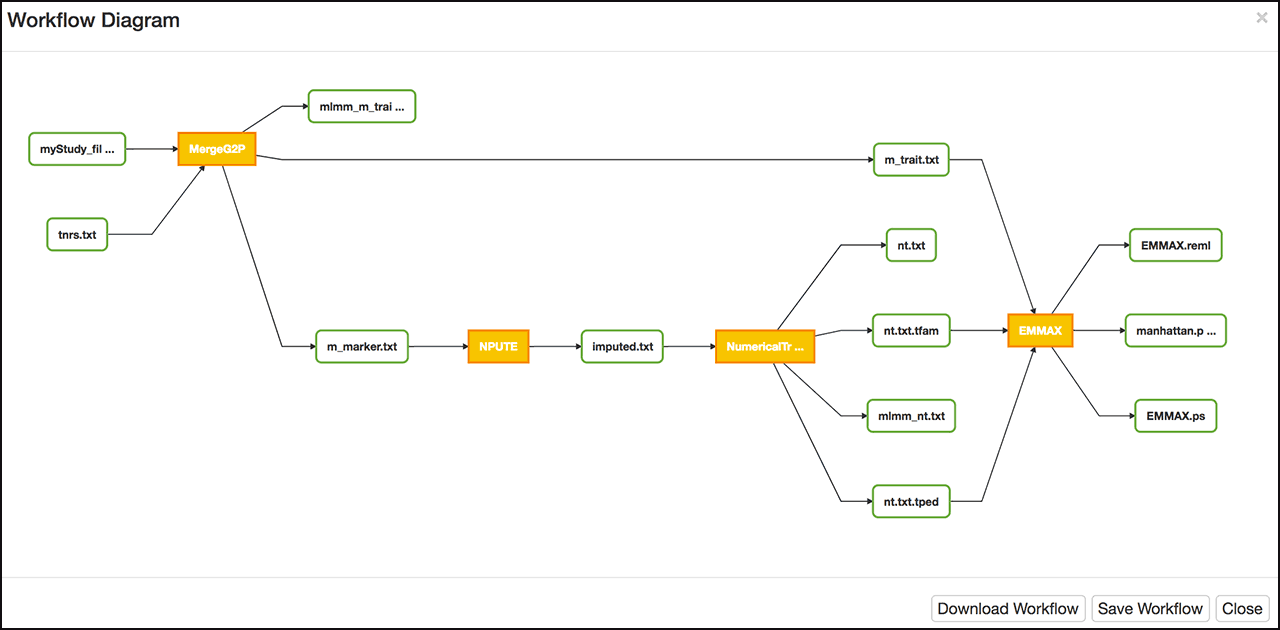 Workflow Diagram
×
mlmm_m_trai ...
myStudy_fil ...
MergeG2P
m_trait.txt
tnrs.txt
nt.txt
EMMAX.reml
nt.txt.tfam
EMMAX
manhattan.p ...
m_marker.txt
NPUTE
imputed.txt
NumericalTr ...
mlmm_nt.txt
EMMAX.ps
nt.txt.tped
Download Workflow
Save Workflow
Close